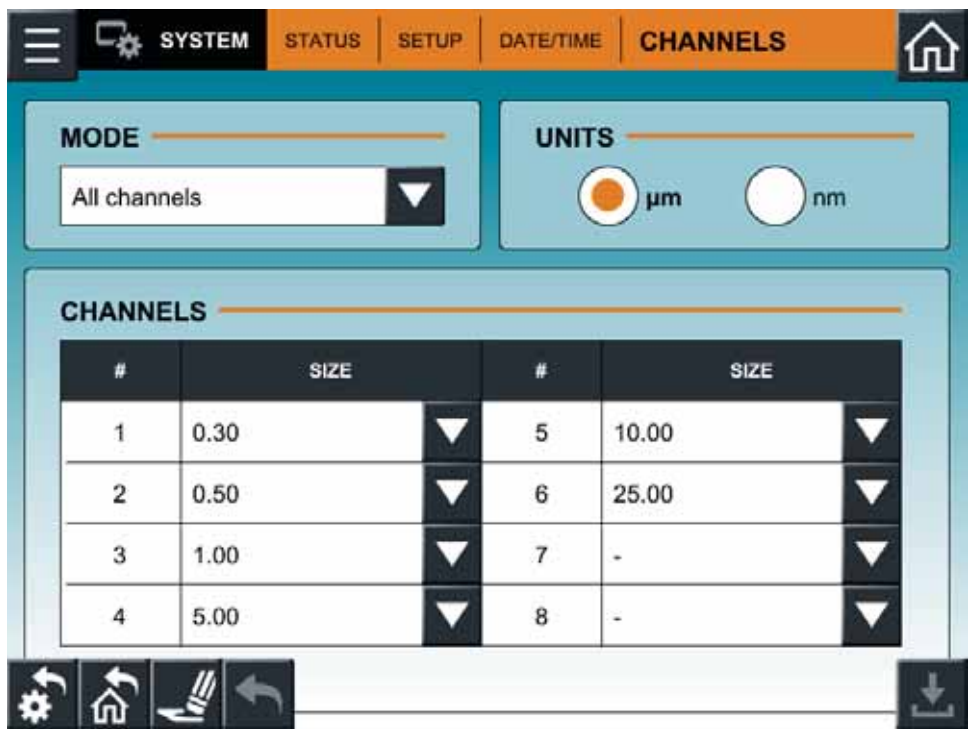 SYSTEM STATUS SETUP DATE/TIME CHANNELS
MODE
All channels
UNITS
µm nm
CHANNELS
# SIZE # SIZE
1 0.30 5 10.00
2 0.50 6 25.00
3 1.00 7 -
4 5.00 8 -